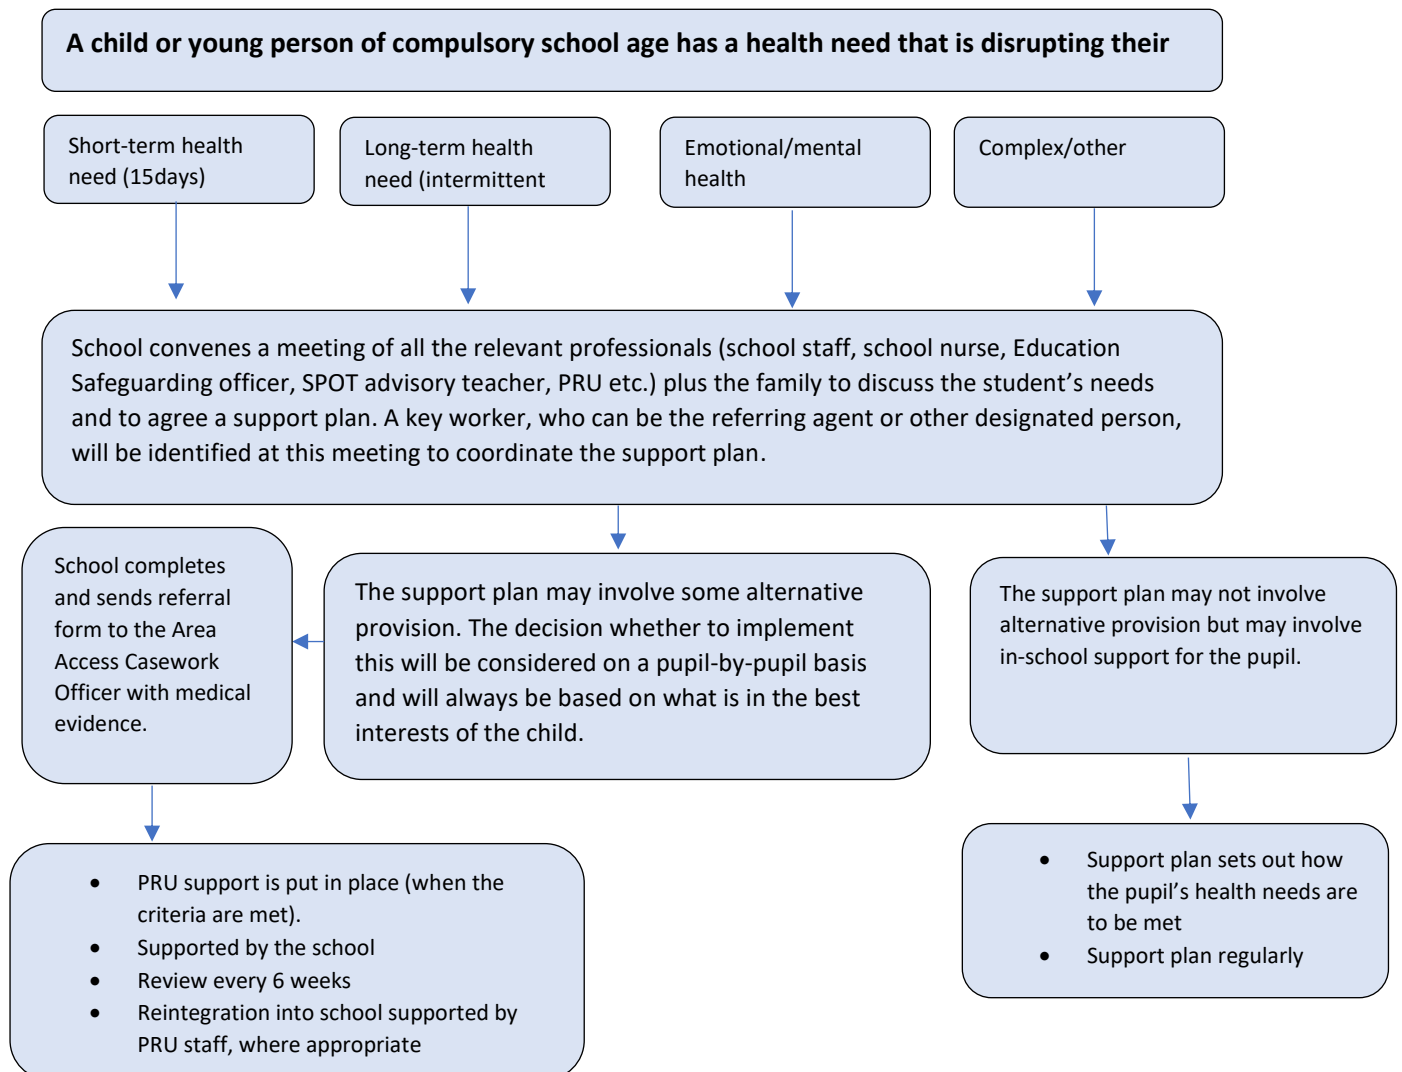 A child or young person of compulsory school age has a health need that is disrupting their
Short-term health
need (15days)
Long-term health
need (intermittent
Emotional/mental
health
Complex/other
School convenes a meeting of all the relevant professionals (school staff, school nurse, Education
Safeguarding officer, SPOT advisory teacher, PRU etc.) plus the family to discuss the student’s needs
and to agree a support plan. A key worker, who can be the referring agent or other designated person,
will be identified at this meeting to coordinate the support plan.
School completes
and sends referral
form to the Area
Access Casework
Officer with medical
evidence.
The support plan may involve some alternative
provision. The decision whether to implement
this will be considered on a pupil-by-pupil basis
and will always be based on what is in the best
interests of the child.
The support plan may not involve
alternative provision but may involve
in-school support for the pupil.
• PRU support is put in place (when the
criteria are met).
• Supported by the school
• Review every 6 weeks
• Reintegration into school supported by
PRU staff, where appropriate
• Support plan sets out how
the pupil’s health needs are
to be met
• Support plan regularly